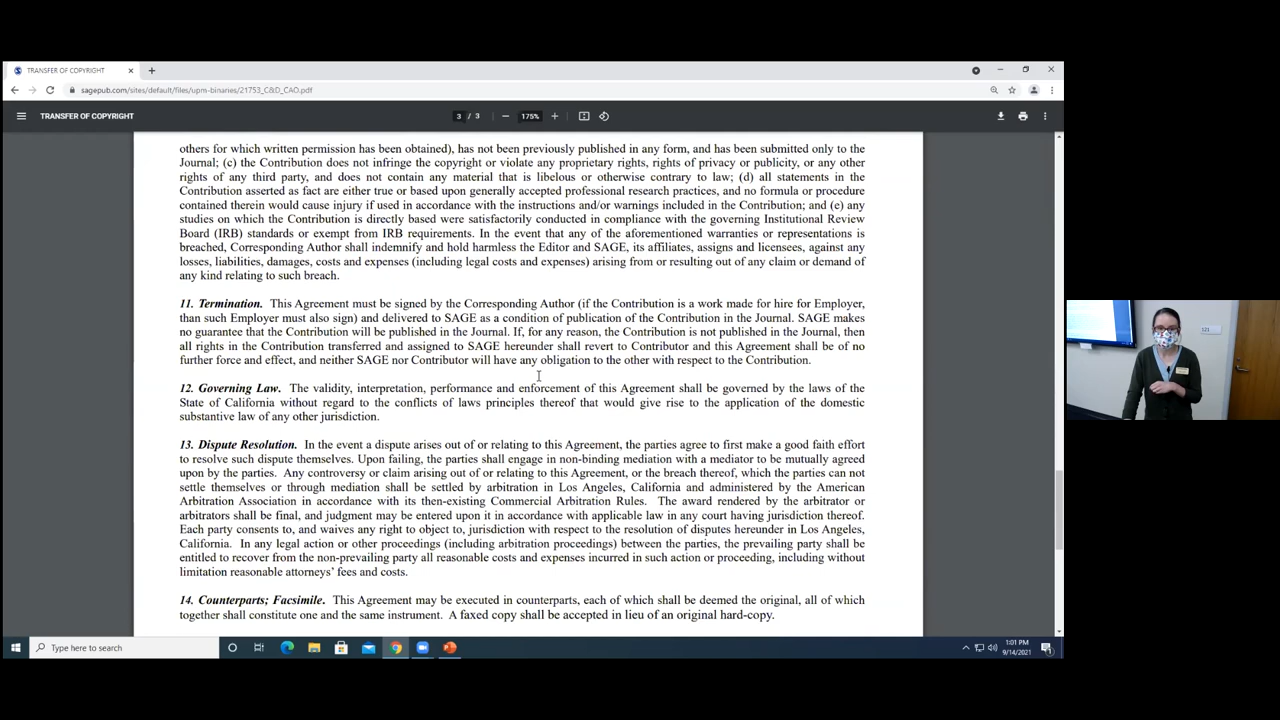 TRANSFER OF COPYRIGHT
sagepub.com/sites/default/files/upm-binaries/21753_C&D_CAO.pdf
TRANSFER OF COPYRIGHT
3 / 3
175%
others for which written permission has been obtained), has not been previously published in any form, and has been submitted only to the
Journal; (c) the Contribution does not infringe the copyright or violate any proprietary rights, rights of privacy or publicity, or any other
rights of any third party, and does not contain any material that is libelous or otherwise contrary to law; (d) all statements in the
Contribution asserted as fact are either true or based upon generally accepted professional research practices, and no formula or procedure
contained therein would cause injury if used in accordance with the instructions and/or warnings included in the Contribution; and (e) any
studies on which the Contribution is directly based were satisfactorily conducted in compliance with the governing Institutional Review
Board (IRB) standards or exempt from IRB requirements. In the event that any of the aforementioned warranties or representations is
breached, Corresponding Author shall indemnify and hold harmless the Editor and SAGE, its affiliates, assigns and licensees, against any
losses, liabilities, damages, costs and expenses (including legal costs and expenses) arising from or resulting out of any claim or demand of
any kind relating to such breach.
11. Termination. This Agreement must be signed by the Corresponding Author (if the Contribution is a work made for hire for Employer,
than such Employer must also sign) and delivered to SAGE as a condition of publication of the Contribution in the Journal. SAGE makes
no guarantee that the Contribution will be published in the Journal. If, for any reason, the Contribution is not published in the Journal, then
all rights in the Contribution transferred and assigned to SAGE hereunder shall revert to Contributor and this Agreement shall be of no
further force and effect, and neither SAGE nor Contributor will have any obligation to the other with respect to the Contribution.
12. Governing Law. The validity, interpretation, performance and enforcement of this Agreement shall be governed by the laws of the
State of California without regard to the conflicts of laws principles thereof that would give rise to the application of the domestic
substantive law of any other jurisdiction.
13. Dispute Resolution. In the event a dispute arises out of or relating to this Agreement, the parties agree to first make a good faith effort
to resolve such dispute themselves. Upon failing, the parties shall engage in non-binding mediation with a mediator to be mutually agreed
upon by the parties. Any controversy or claim arising out of or relating to this Agreement, or the breach thereof, which the parties can not
settle themselves or through mediation shall be settled by arbitration in Los Angeles, California and administered by the American
Arbitration Association in accordance with its then-existing Commercial Arbitration Rules. The award rendered by the arbitrator or
arbitrators shall be final, and judgment may be entered upon it in accordance with applicable law in any court having jurisdiction thereof.
Each party consents to, and waives any right to object to, jurisdiction with respect to the resolution of disputes hereunder in Los Angeles,
California. In any legal action or other proceedings (including arbitration proceedings) between the parties, the prevailing party shall be
entitled to recover from the non-prevailing party all reasonable costs and expenses incurred in such action or proceeding, including without
limitation reasonable attorneys' fees and costs.
14. Counterparts; Facsimile. This Agreement may be executed in counterparts, each of which shall be deemed the original, all of which
together shall constitute one and the same instrument. A faxed copy shall be accepted in lieu of an original hard-copy.
Type here to search
1:01 PM
9/14/2021